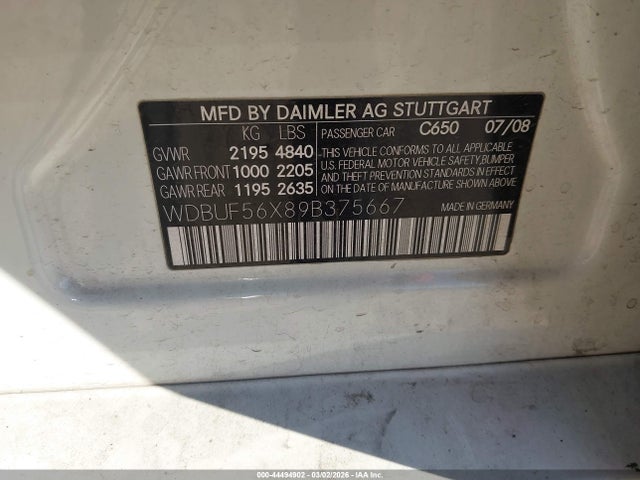 MFD BY DAIMLER AG STUTTGART
KG LBS PASSENGER CAR C650 07/08
GVWR 2195 4840
GAWR FRONT 1000 2205
GAWR REAR 1195 2635
THIS VEHICLE CONFORMS TO ALL APPLICABLE
U.S. FEDERAL MOTOR VEHICLE SAFETY, BUMPER
AND THEFT PREVENTION STANDARDS IN EFFECT
ON THE DATE OF MANUFACTURE SHOWN ABOVE.
WDBUF56X89B375667 MADE IN GERMANY
000-44494902 - 03/02/2026 - IAAI.COM